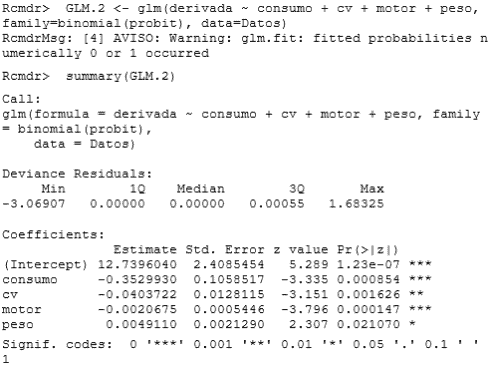 Rcmdr>  GLM.2 <- glm(derivada ~ consumo + cv + motor + peso,
family=binomial(probit), data=Datos)
RcmdrMsg: [4] AVISO: Warning: glm.fit: fitted probabilities n
umerically 0 or 1 occurred
Rcmdr>  summary(GLM.2)
Call:
glm(formula = derivada ~ consumo + cv + motor + peso, family
= binomial(probit),
    data = Datos)
Deviance Residuals:
     Min       1Q   Median       3Q      Max
-3.06907  0.00000  0.00000  0.00055  1.68325
Coefficients:
              Estimate Std. Error z value Pr(>|z|)
(Intercept) 12.7396040  2.4085454   5.289 1.23e-07 ***
consumo     -0.3529930  0.1058517  -3.335 0.000854 ***
cv          -0.0403722  0.0128115  -3.151 0.001626 **
motor       -0.0020675  0.0005446  -3.796 0.000147 ***
peso         0.0049110  0.0021290   2.307 0.021070 *
Signif. codes:  0 '***' 0.001 '**' 0.01 '*' 0.05 '.' 0.1 ' '
1